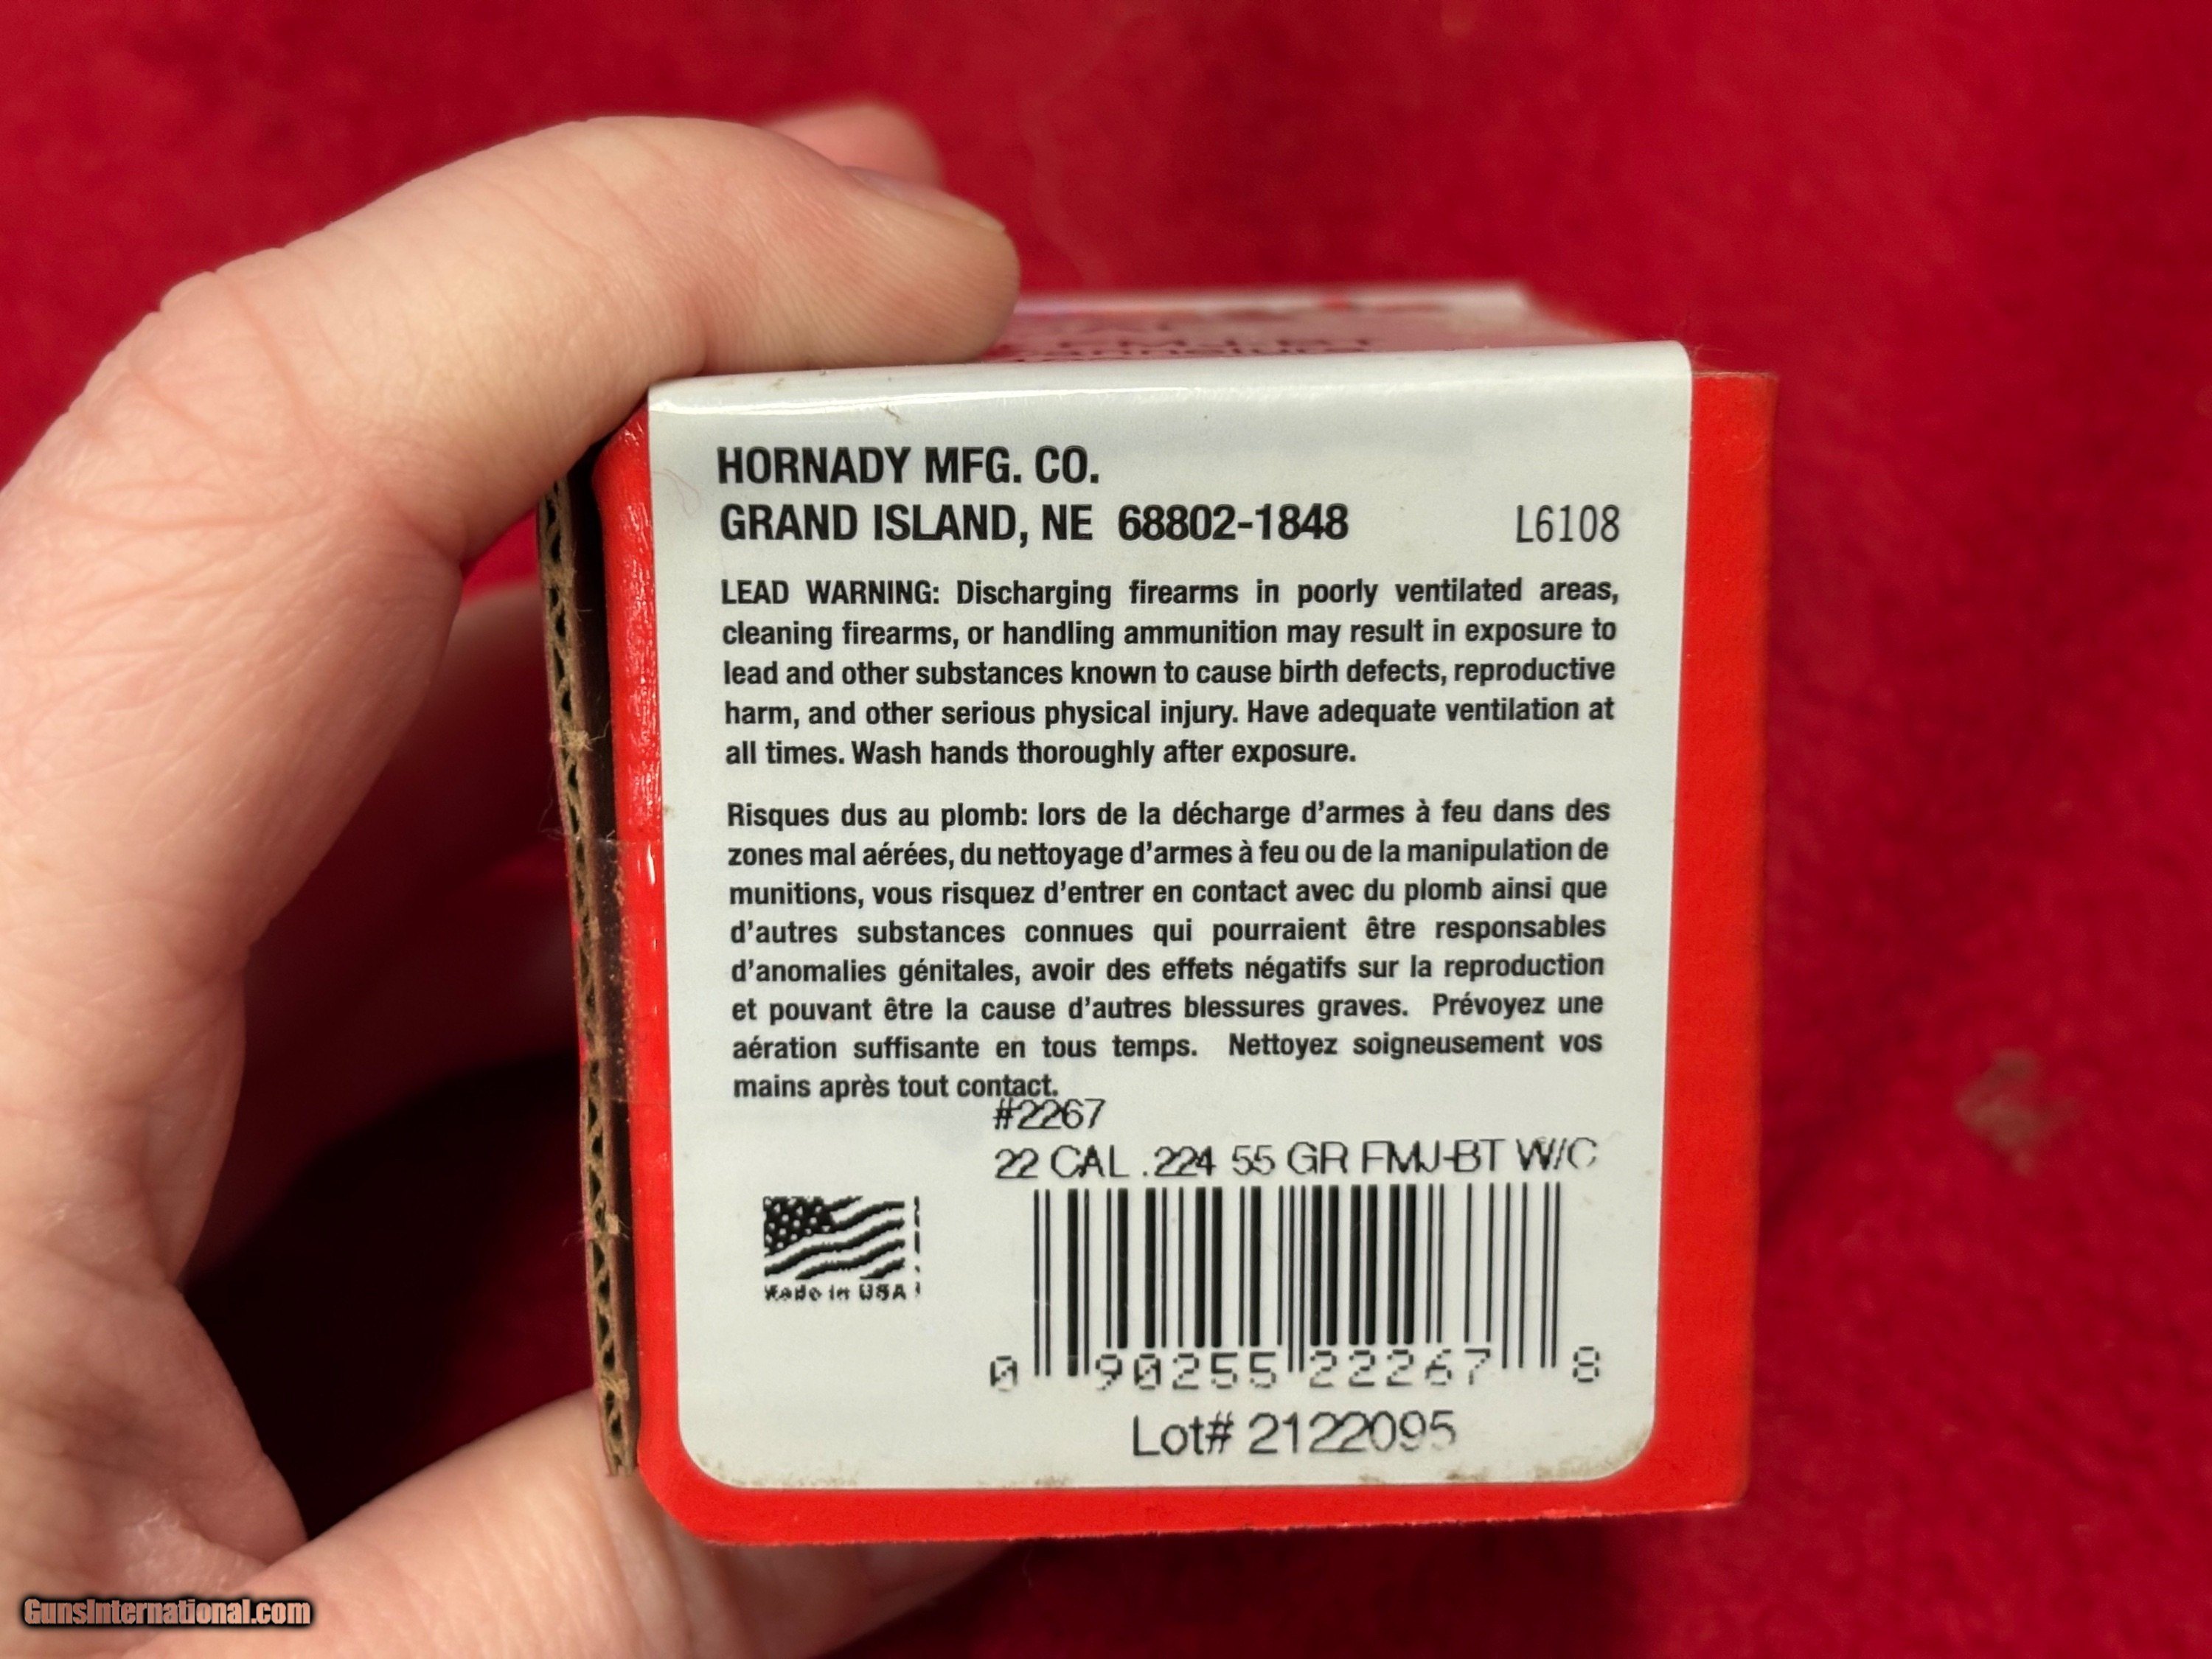 FMJ-BT
HORNADY MFG. CO.
GRAND ISLAND, NE 68802-1848 L6108
LEAD WARNING: Discharging firearms in poorly ventilated areas,
cleaning firearms, or handling ammunition may result in exposure to
lead and other substances known to cause birth defects, reproductive
harm, and other serious physical injury. Have adequate ventilation at
all times. Wash hands thoroughly after exposure.
Risques dus au plomb: lors de la décharge d'armes à feu dans des
zones mal aérées, du nettoyage d'armes à feu ou de la manipulation de
munitions, vous risquez d'entrer en contact avec du plomb ainsi que
d'autres substances connues qui pourraient être responsables
d'anomalies génitales, avoir des effets négatifs sur la reproduction
et pouvant être la cause d'autres blessures graves. Prévoyez une
aération suffisante en tous temps. Nettoyez soigneusement vos
mains après tout contact.
#2267
22 CAL .224 55 GR FMJ-BT W/C
Made in USA
0 90255 22267 8
Lot# 2122095
GunsInternational.com